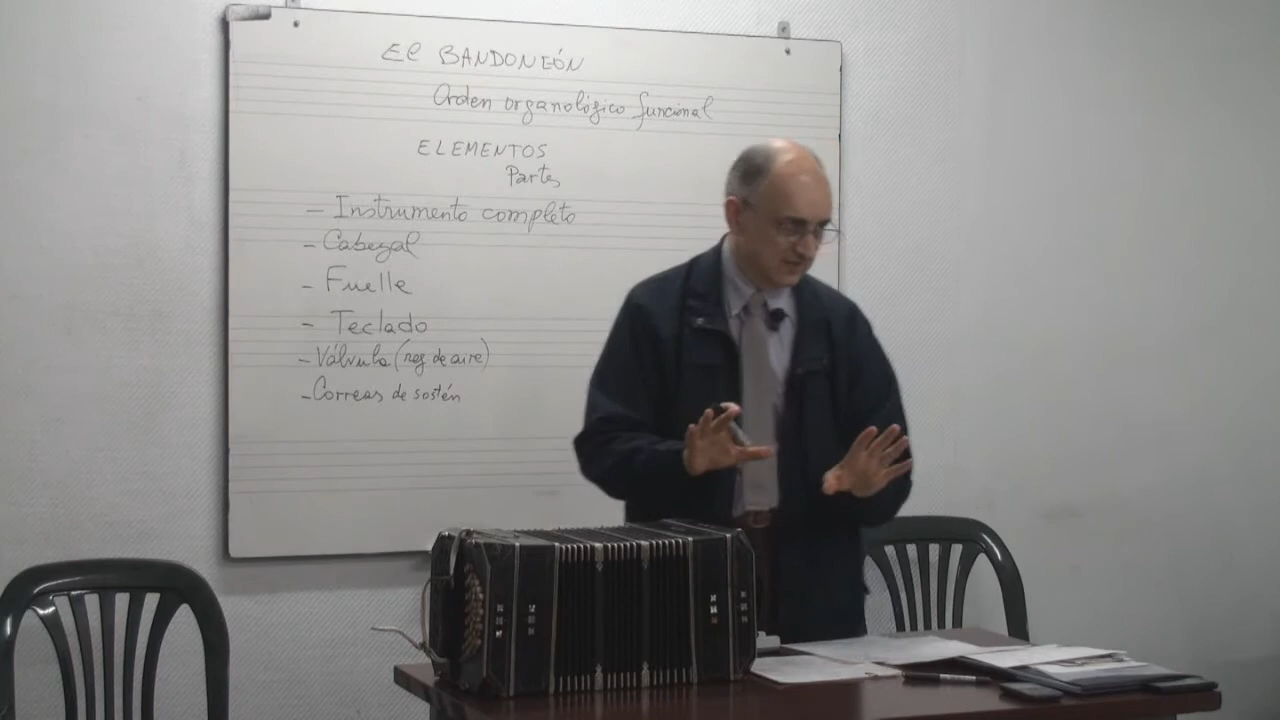 El BANDONEÓN
Orden organológico funcional
ELEMENTOS
Partes
- Instrumento completo
- Cabezal
- Fuelle
- Teclado
- Válvula (reg de aire)
- Correas de sostén